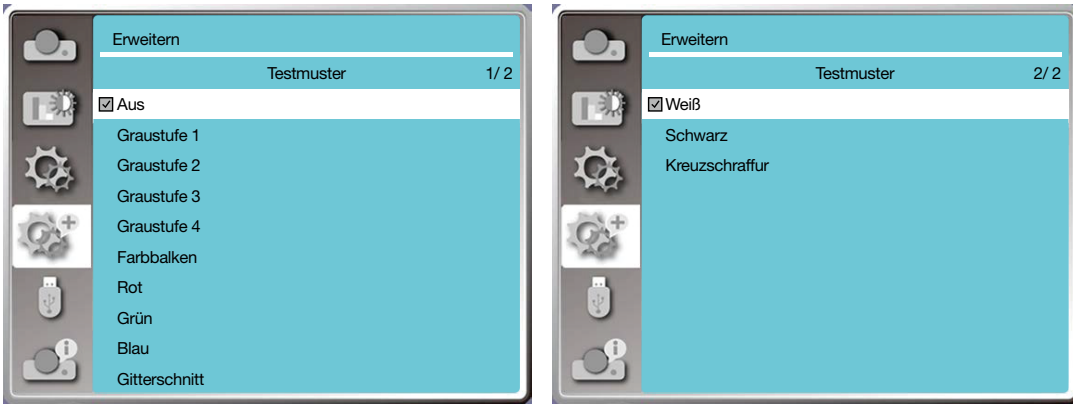 Erweitern
Testmuster 1/ 2
Aus
Graustufe 1
Graustufe 2
Graustufe 3
Graustufe 4
Farbbalken
Rot
Grün
Blau
Gitterschnitt
Erweitern
Testmuster 2/ 2
Weiß
Schwarz
Kreuzschraffur